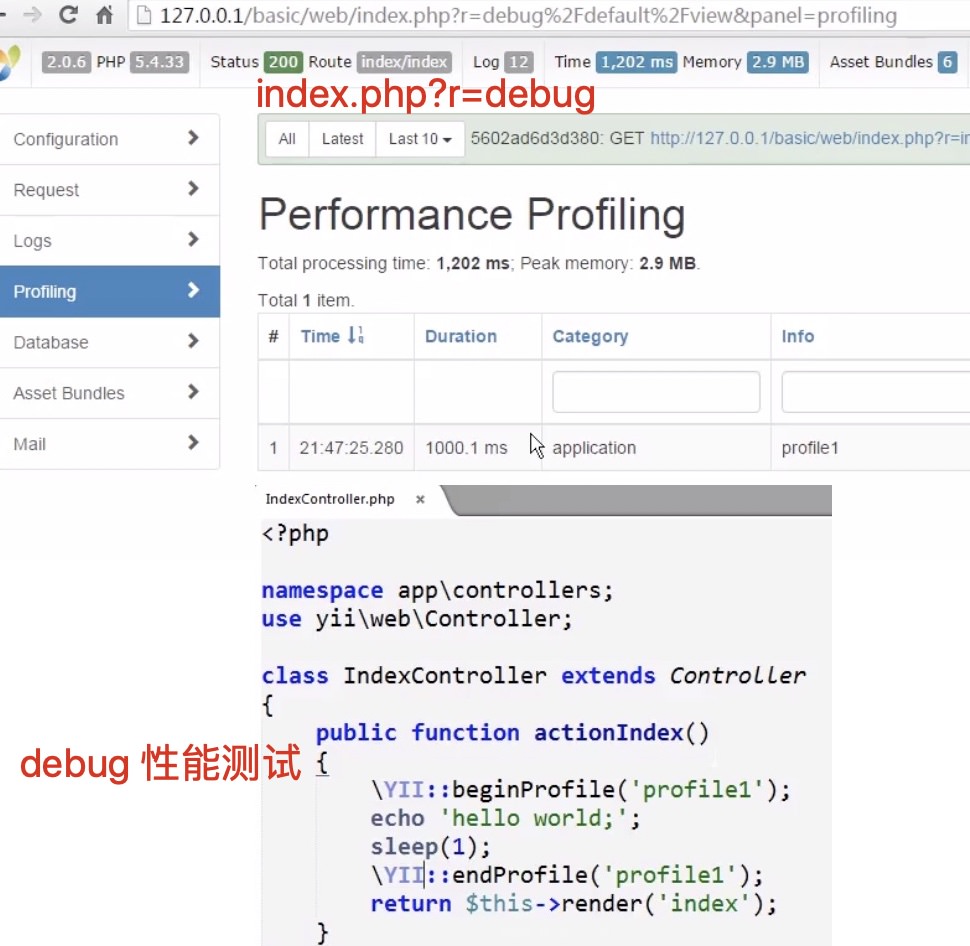 127.0.0.1/basic/web/index.php?r=debug%2Fdefault%2Fview&panel=profiling
2.0.6 PHP 5.4.33 Status 200 Route index/index Log 12 Time 1,202 ms Memory 2.9 MB Asset Bundles 6
index.php?r=debug
All Latest Last 10 5602ad6d3d380: GET http://127.0.0.1/basic/web/index.php?r=in
Configuration
Request
Logs
Profiling
Database
Asset Bundles
Mail
Performance Profiling
Total processing time: 1,202 ms; Peak memory: 2.9 MB.
Total 1 item.
# Time Duration Category Info
1 21:47:25.280 1000.1 ms application profile1
IndexController.php ×
<?php
namespace app\controllers;
use yii\web\Controller;
class IndexController extends Controller
{
public function actionIndex()
debug 性能测试
{
\YII::beginProfile('profile1');
echo 'hello world;';
sleep(1);
\YII::endProfile('profile1');
return $this->render('index');
}